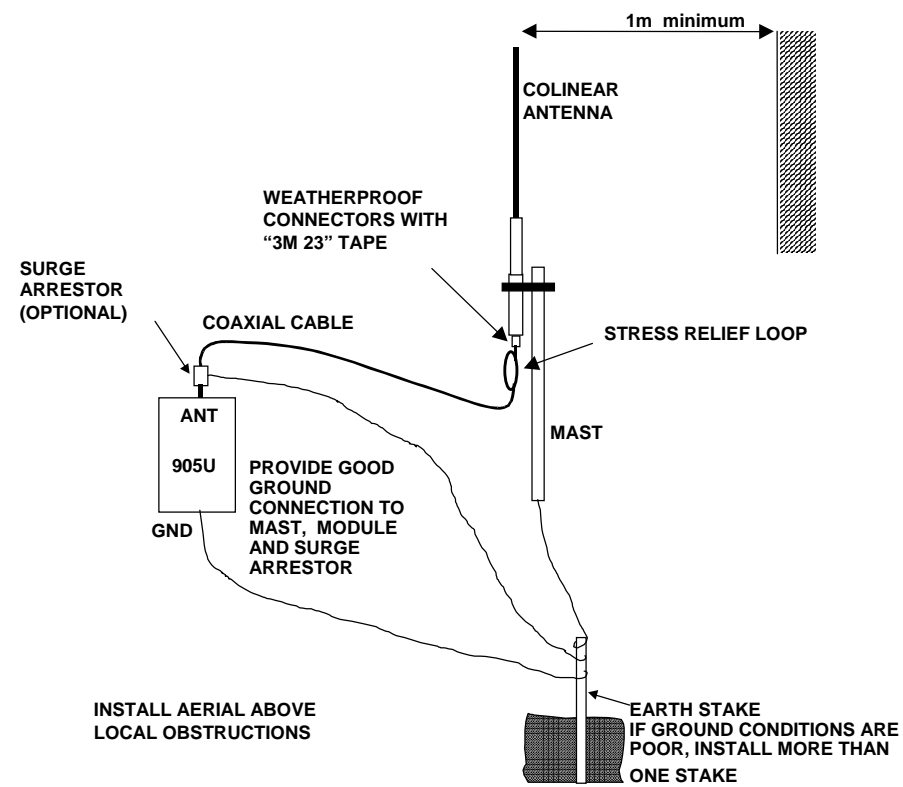 1m minimum
COLINEAR
ANTENNA
WEATHERPROOF
CONNECTORS WITH
“3M 23” TAPE
SURGE
ARRESTOR
(OPTIONAL)
COAXIAL CABLE
STRESS RELIEF LOOP
ANT
905U
GND
MAST
PROVIDE GOOD
GROUND
CONNECTION TO
MAST, MODULE
AND SURGE
ARRESTOR
INSTALL AERIAL ABOVE
LOCAL OBSTRUCTIONS
EARTH STAKE
IF GROUND CONDITIONS ARE
POOR, INSTALL MORE THAN
ONE STAKE